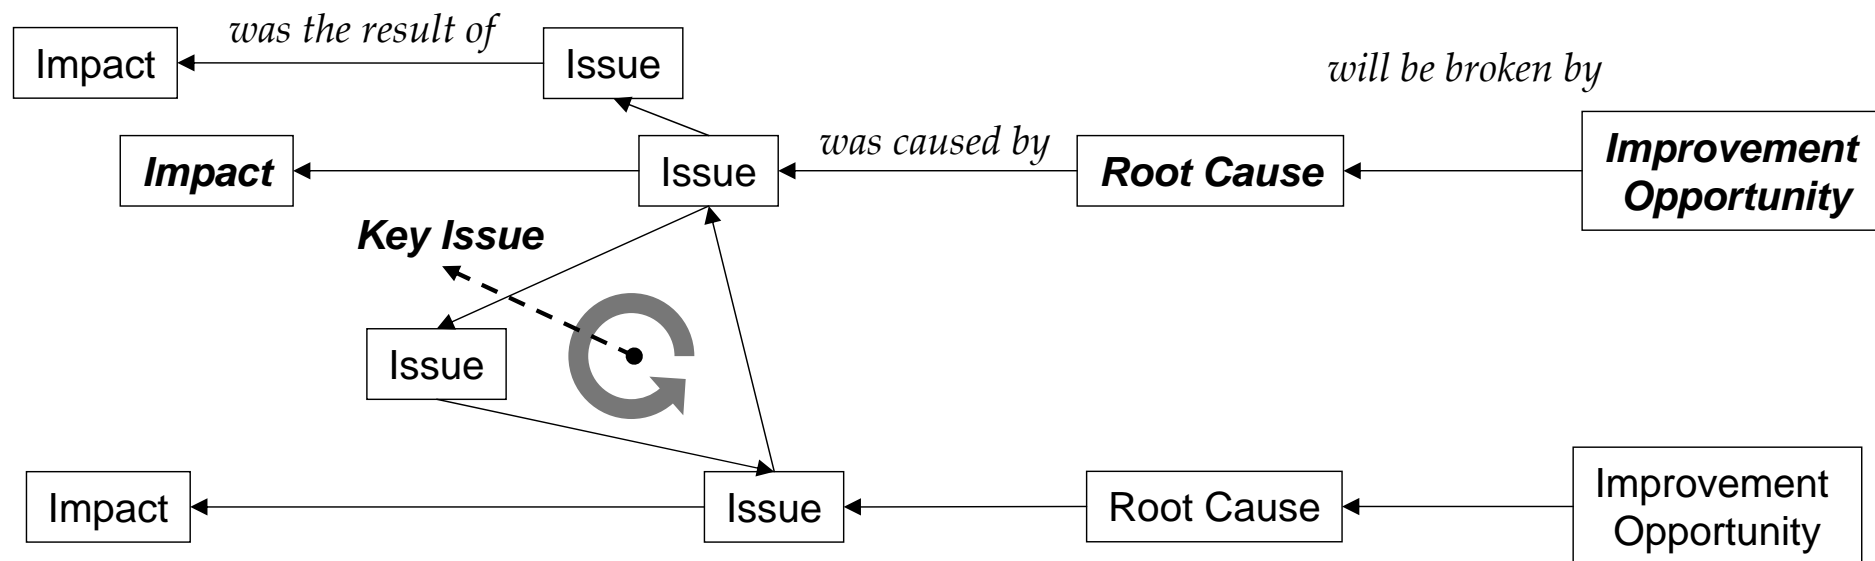 Impact
was the result of
Issue
will be broken by
Impact
Issue
was caused by
Root Cause
Improvement
Opportunity
Key Issue
Issue
Impact
Issue
Root Cause
Improvement
Opportunity